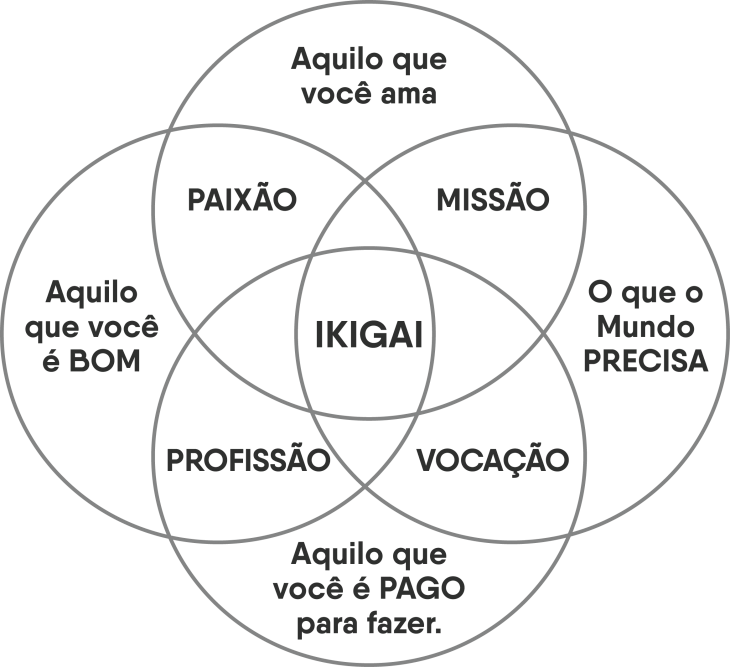 Aquilo que
você ama
PAIXÃO
MISSÃO
Aquilo
que você
é BOM
IKIGAI
O que o
Mundo
PRECISA
PROFISSÃO
VOCAÇÃO
Aquilo que
você é PAGO
para fazer.